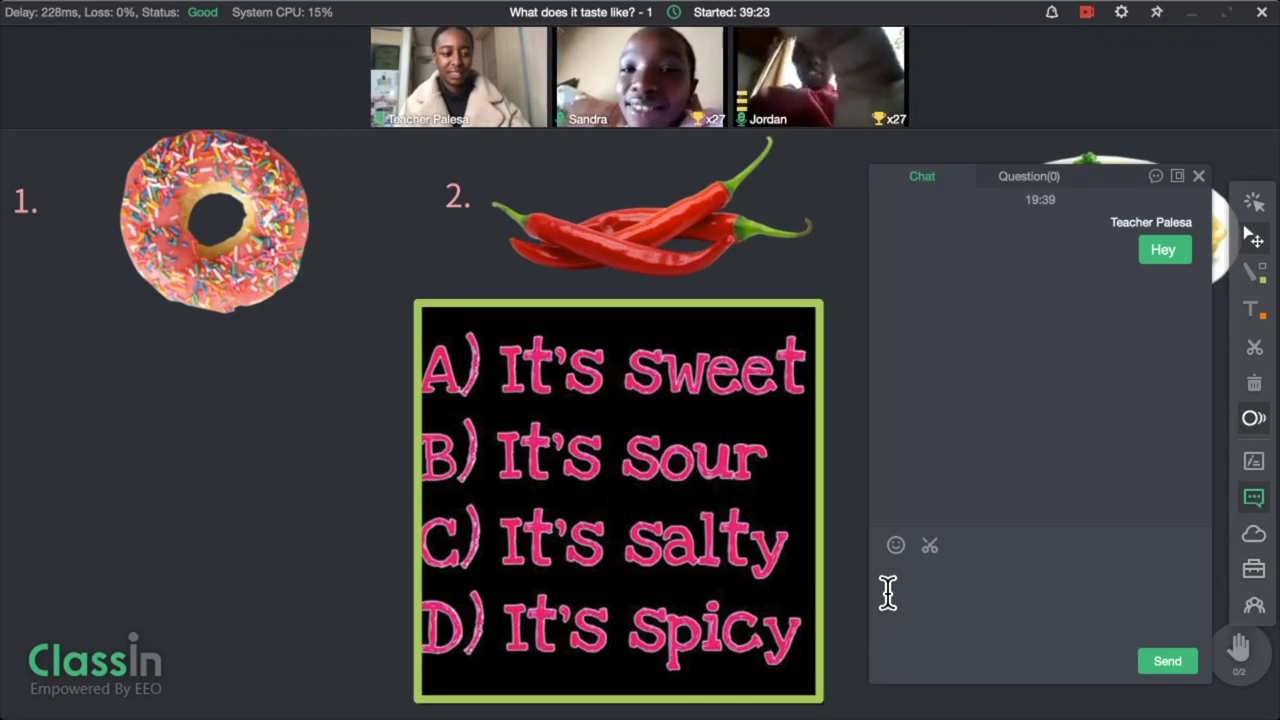 Delay: 228ms, Loss: 0%, Status: Good System CPU: 15% What does it taste like? - 1 Started: 39:23
Teacher Palesa Sandra x27 Jordan x27
1. 2.
Chat Question(0)
19:39
Teacher Palesa
Hey
A) It's sweet
B) It's sour
C) It's salty
D) It's spicy
ClassIn
Empowered By EEO
Send
0/2